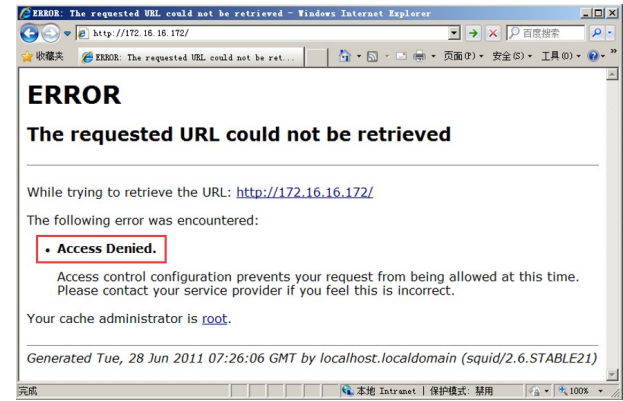 ERROR: The requested URL could not be retrieved - Windows Internet Explorer
http://172.16.16.172/
百度搜索
收藏夹
ERROR: The requested URL could not be ret...
页面(P)
安全(S)
工具(O)
ERROR
The requested URL could not be retrieved
While trying to retrieve the URL: http://172.16.16.172/
The following error was encountered:
• Access Denied.
Access control configuration prevents your request from being allowed at this time.
Please contact your service provider if you feel this is incorrect.
Your cache administrator is root.
Generated Tue, 28 Jun 2011 07:26:06 GMT by localhost.localdomain (squid/2.6.STABLE21)
完成
本地 Intranet | 保护模式: 禁用
100%